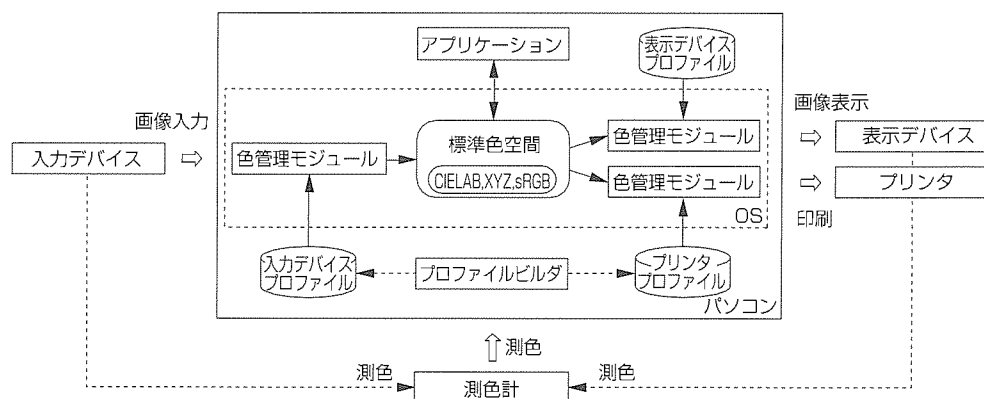 アプリケーション
表示デバイス
プロファイル
画像入力
画像表示
入力デバイス
色管理モジュール
標準色空間
CIELAB,XYZ,sRGB
色管理モジュール
色管理モジュール
表示デバイス
プリンタ
OS
印刷
入力デバイス
プロファイル
プロファイルビルダ
プリンタ
プロファイル
パソコン
測色
測色
測色計
測色